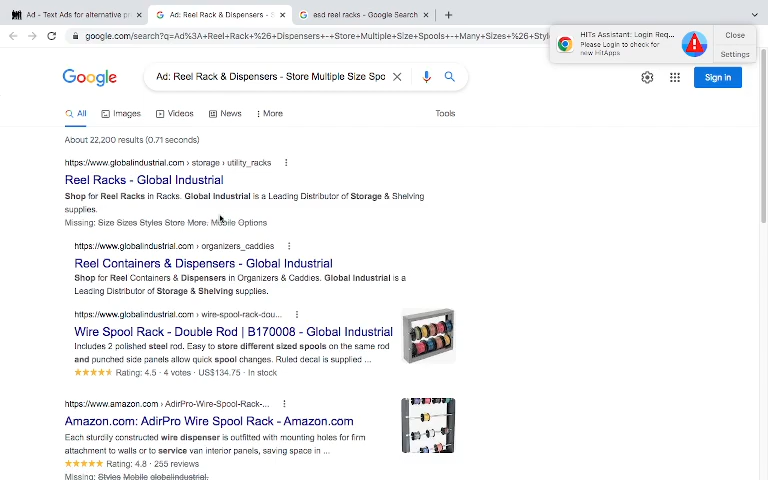 Ad - Text Ads for alternative pr
Ad: Reel Rack & Dispensers - S
esd reel racks - Google Search
google.com/search?q=Ad%3A+Reel+Rack+%26+Dispensers+-+Store+Multiple+Size+Spools+-+Many+Sizes+%26+Styl
HITs Assistant: Login Req...
Please Login to check for
new HitApps
Close
Settings
Google
Ad: Reel Rack & Dispensers - Store Multiple Size Spo
Sign in
All
Images
Videos
News
More
Tools
About 22,200 results (0.71 seconds)
https://www.globalindustrial.com › storage › utility_racks
Reel Racks - Global Industrial
Shop for Reel Racks in Racks. Global Industrial is a Leading Distributor of Storage & Shelving
supplies.
Missing: Size Sizes Styles Store More. Mobile Options
https://www.globalindustrial.com › organizers_caddies
Reel Containers & Dispensers - Global Industrial
Shop for Reel Containers & Dispensers in Organizers & Caddies. Global Industrial is a
Leading Distributor of Storage & Shelving supplies.
https://www.globalindustrial.com › wire-spool-rack-dou...
Wire Spool Rack - Double Rod | B170008 - Global Industrial
Includes 2 polished steel rod. Easy to store different sized spools on the same rod
and punched side panels allow quick spool changes. Ruled decal is supplied ...
Rating: 4.5 · 4 votes · US$134.75 · In stock
https://www.amazon.com › AdirPro-Wire-Spool-Rack-...
Amazon.com: AdirPro Wire Spool Rack - Amazon.com
Each sturdily constructed wire dispenser is outfitted with mounting holes for firm
attachment to walls or to service van interior panels, saving space in ...
Rating: 4.8 · 255 reviews
Missing: Styles Mobile globalindustrial.